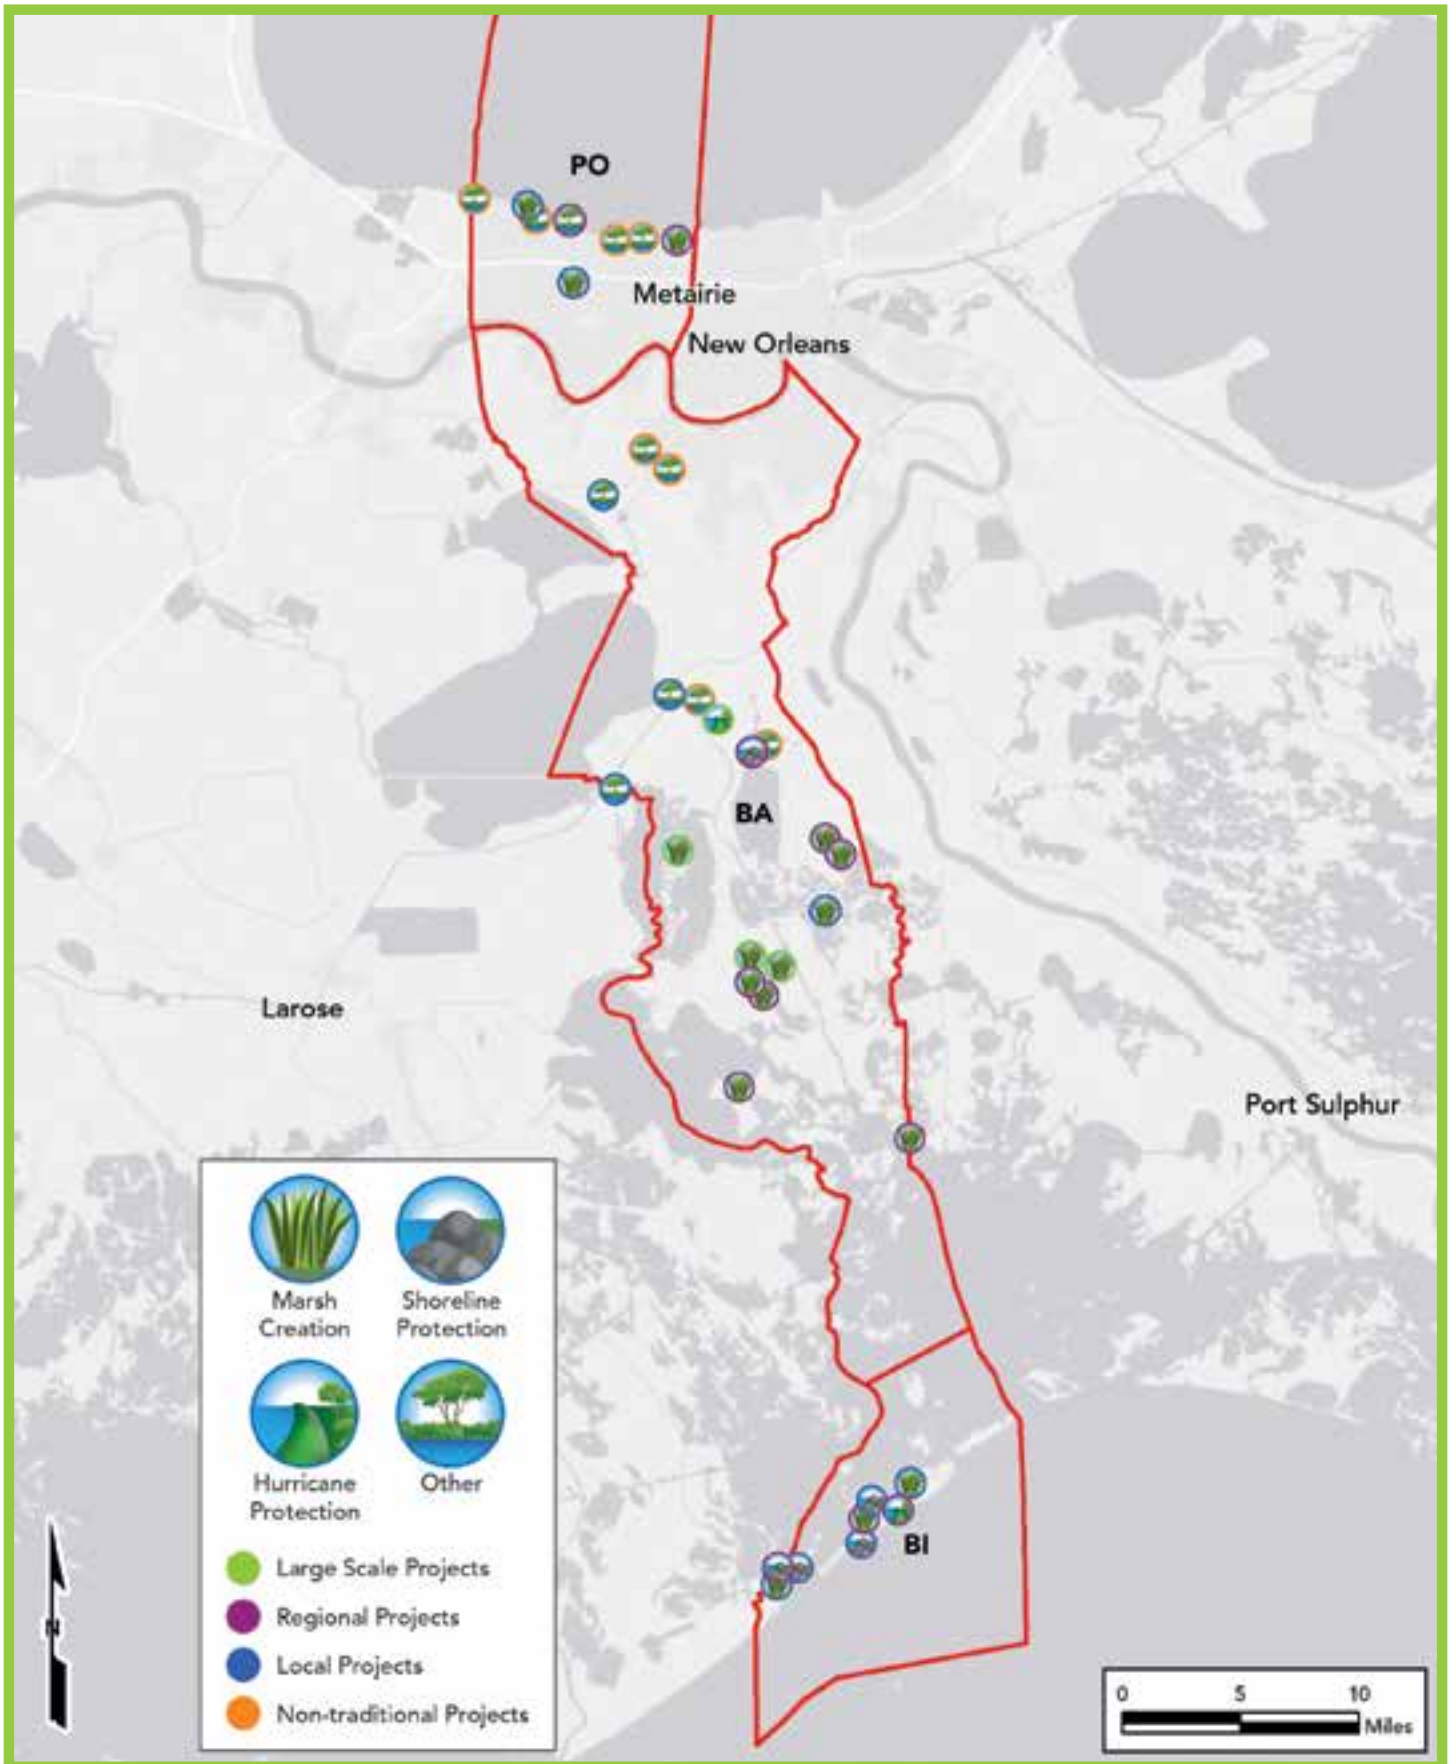 PO
Metairie
New Orleans
BA
Larose
Port Sulphur
Marsh
Creation
Shoreline
Protection
Hurricane
Protection
Other
BI
Large Scale Projects
Regional Projects
Local Projects
Non-traditional Projects
N
0 5 10
Miles